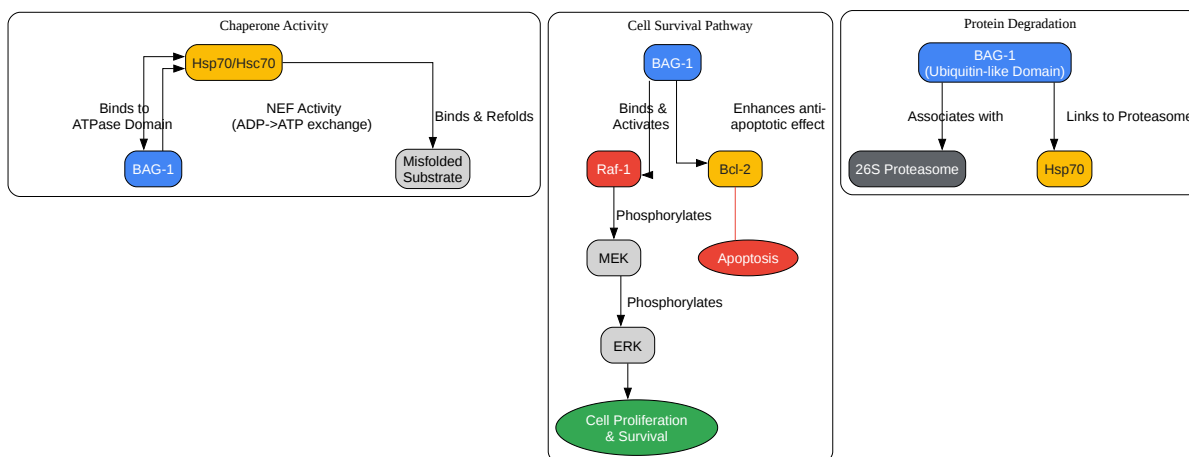 Chaperone Activity
Hsp70/Hsc70
Binds to
ATPase Domain
NEF Activity
(ADP->ATP exchange)
Binds & Refolds
BAG-1
Misfolded
Substrate
Cell Survival Pathway
BAG-1
Binds &
Activates
Enhances anti-
apoptotic effect
Raf-1
Bcl-2
Phosphorylates
MEK
Apoptosis
Phosphorylates
ERK
Cell Proliferation
& Survival
Protein Degradation
BAG-1
(Ubiquitin-like Domain)
Associates with
Links to Proteasome
26S Proteasome
Hsp70